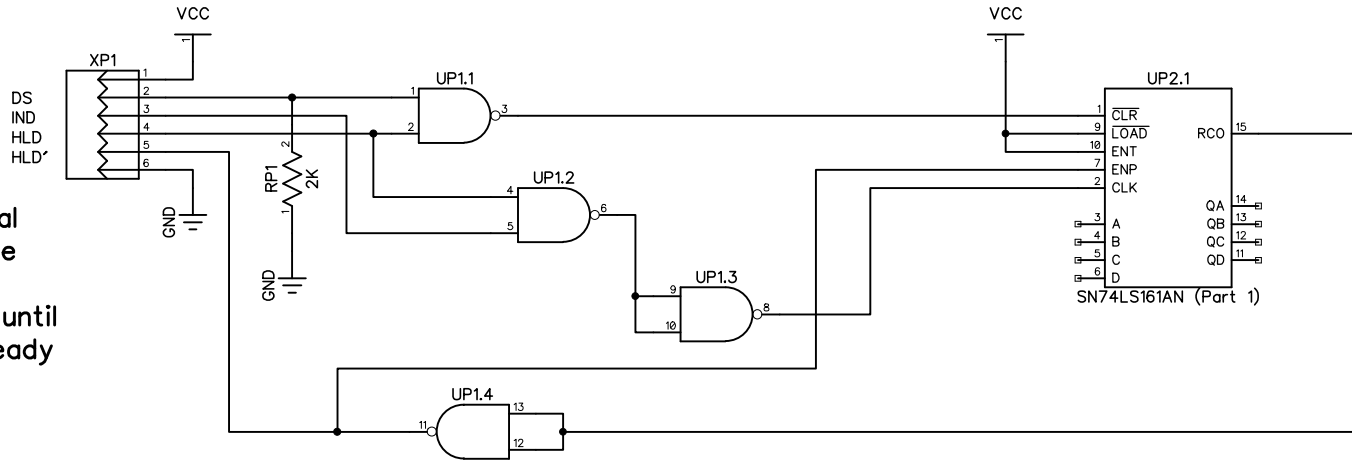 VCC
1
XP1
1
2
3
4
5
6
DS
IND
HLD
HLD´
GND
al
e
until
eady
2
RP1
2K
1
GND
UP1.1
1
2
3
UP1.2
4
5
6
UP1.3
9
10
8
UP1.4
11
13
12
VCC
1
UP2.1
1 CLR
9 LOAD
10 ENT
7 ENP
2 CLK
3 A
4 B
5 C
6 D
RCO 15
QA 14
QB 13
QC 12
QD 11
SN74LS161AN (Part 1)